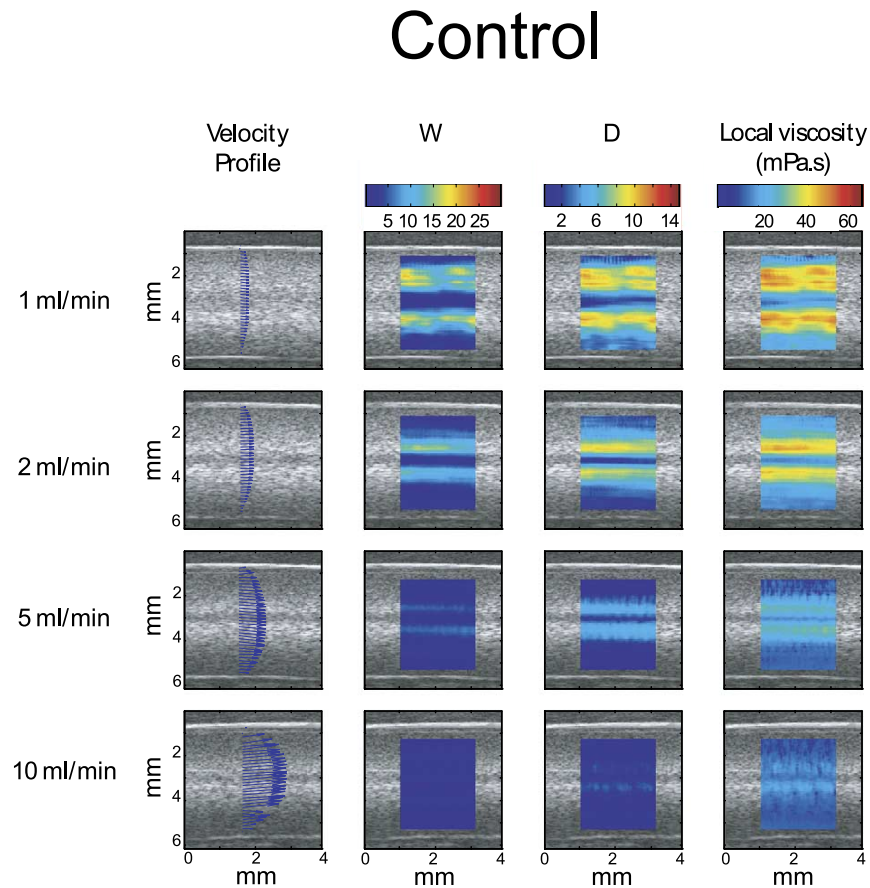 Control
Velocity
Profile
W
D
Local viscosity
(mPa.s)
5 10 15 20 25
2 6 10 14
20 40 60
1 ml/min
mm
2
4
6
2 ml/min
mm
2
4
6
5 ml/min
mm
2
4
6
10 ml/min
mm
2
4
6
0 2 4
0 2 4
0 2 4
0 2 4
mm
mm
mm
mm